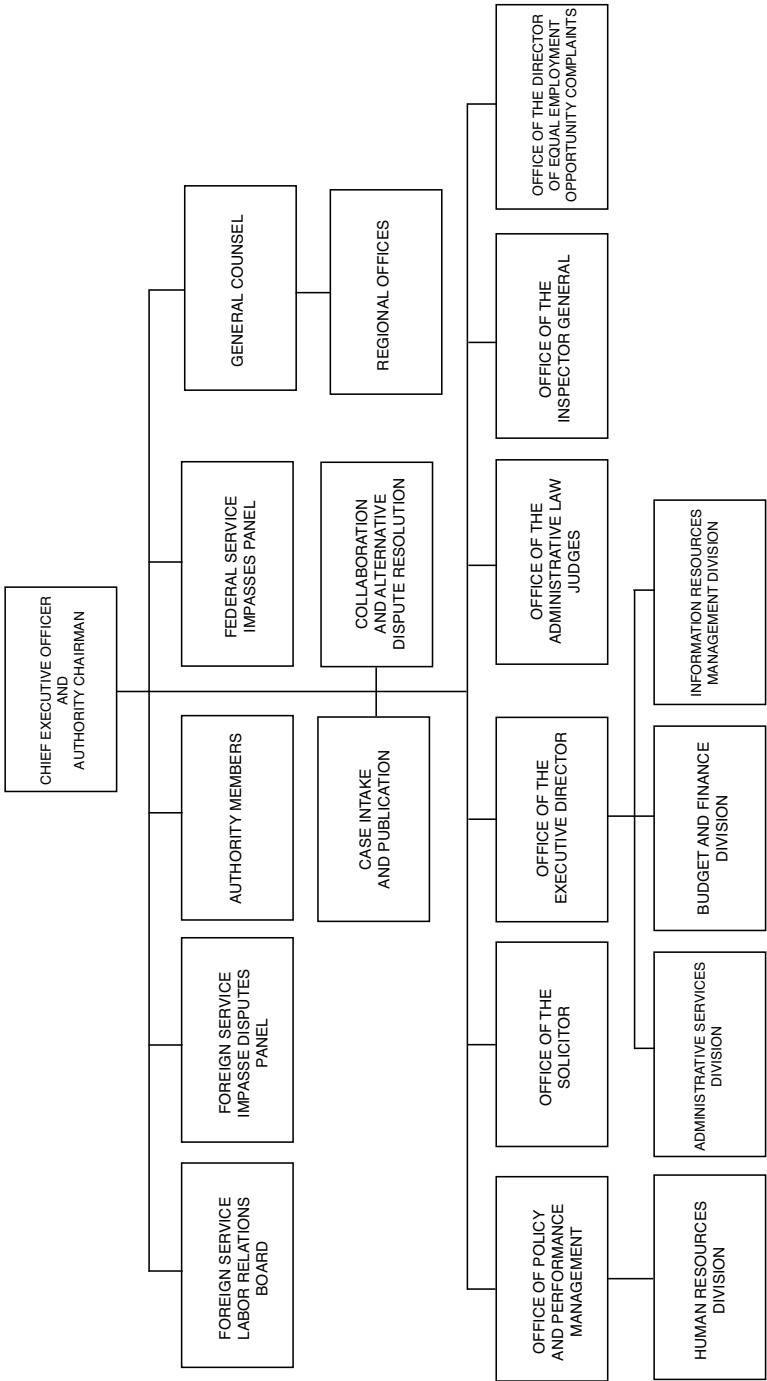 CHIEF EXECUTIVE OFFICER
AND
AUTHORITY CHAIRMAN
FOREIGN SERVICE
LABOR RELATIONS
BOARD
FOREIGN SERVICE
IMPASSE DISPUTES
PANEL
AUTHORITY MEMBERS
FEDERAL SERVICE
IMPASSES PANEL
GENERAL COUNSEL
CASE INTAKE
AND PUBLICATION
COLLABORATION
AND ALTERNATIVE
DISPUTE RESOLUTION
REGIONAL OFFICES
OFFICE OF POLICY
AND PERFORMANCE
MANAGEMENT
OFFICE OF THE
SOLICITOR
OFFICE OF THE
EXECUTIVE DIRECTOR
OFFICE OF THE
ADMINISTRATIVE LAW
JUDGES
OFFICE OF THE
INSPECTOR GENERAL
OFFICE OF THE DIRECTOR
OF EQUAL EMPLOYMENT
OPPORTUNITY COMPLAINTS
HUMAN RESOURCES
DIVISION
ADMINISTRATIVE SERVICES
DIVISION
BUDGET AND FINANCE
DIVISION
INFORMATION RESOURCES
MANAGEMENT DIVISION